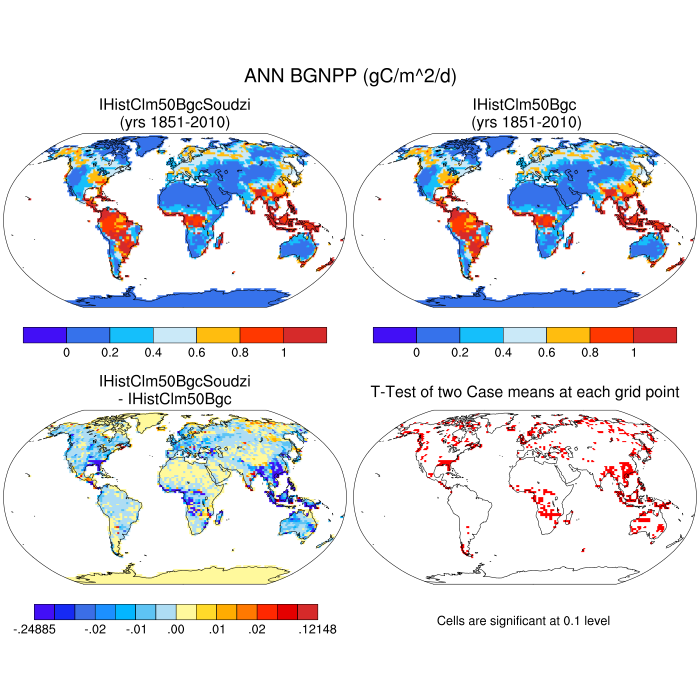 ANN BGNPP (gC/m^2/d)
IHistClm50BgcSoudzi
(yrs 1851-2010)
IHistClm50Bgc
(yrs 1851-2010)
0 0.2 0.4 0.6 0.8 1
0 0.2 0.4 0.6 0.8 1
IHistClm50BgcSoudzi
- IHistClm50Bgc
T-Test of two Case means at each grid point
-.24885 -.02 -.01 .00 .01 .02 .12148
Cells are significant at 0.1 level